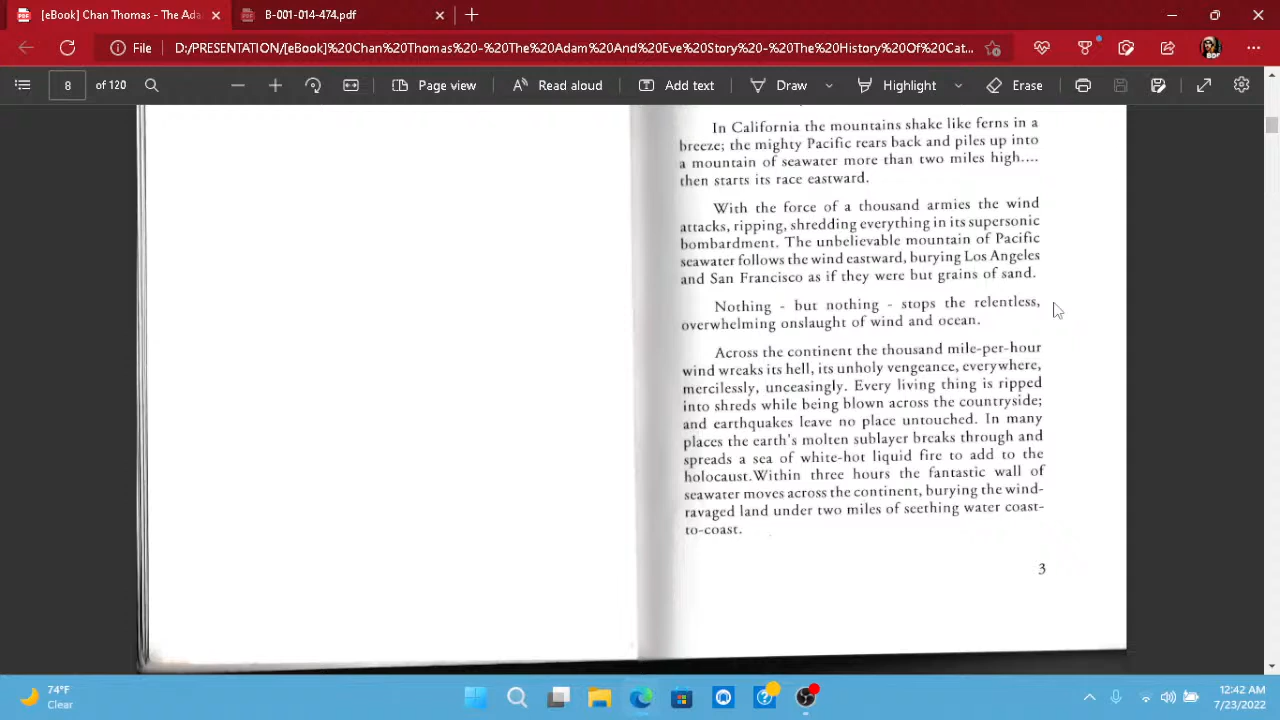 [eBook] Chan Thomas - The Ada
B-001-014-474.pdf
File
D:/PRESENTATION/[eBook]%20Chan%20Thomas%20-%20The%20Adam%20And%20Eve%20Story%20-%20The%20History%20Of%20Cat...
8 of 120
Page view
Read aloud
Add text
Draw
Highlight
Erase
In California the mountains shake like ferns in a
breeze; the mighty Pacific rears back and piles up into
a mountain of seawater more than two miles high....
then starts its race eastward.
With the force of a thousand armies the wind
attacks, ripping, shredding everything in its supersonic
bombardment. The unbelievable mountain of Pacific
seawater follows the wind eastward, burying Los Angeles
and San Francisco as if they were but grains of sand.
Nothing - but nothing - stops the relentless,
overwhelming onslaught of wind and ocean.
Across the continent the thousand mile-per-hour
wind wreaks its hell, its unholy vengeance, everywhere,
mercilessly, unceasingly. Every living thing is ripped
into shreds while being blown across the countryside;
and earthquakes leave no place untouched. In many
places the earth's molten sublayer breaks through and
spreads a sea of white-hot liquid fire to add to the
holocaust.Within three hours the fantastic wall of
seawater moves across the continent, burying the wind-
ravaged land under two miles of seething water coast-
to-coast.
3
74°F
Clear
12:42 AM
7/23/2022